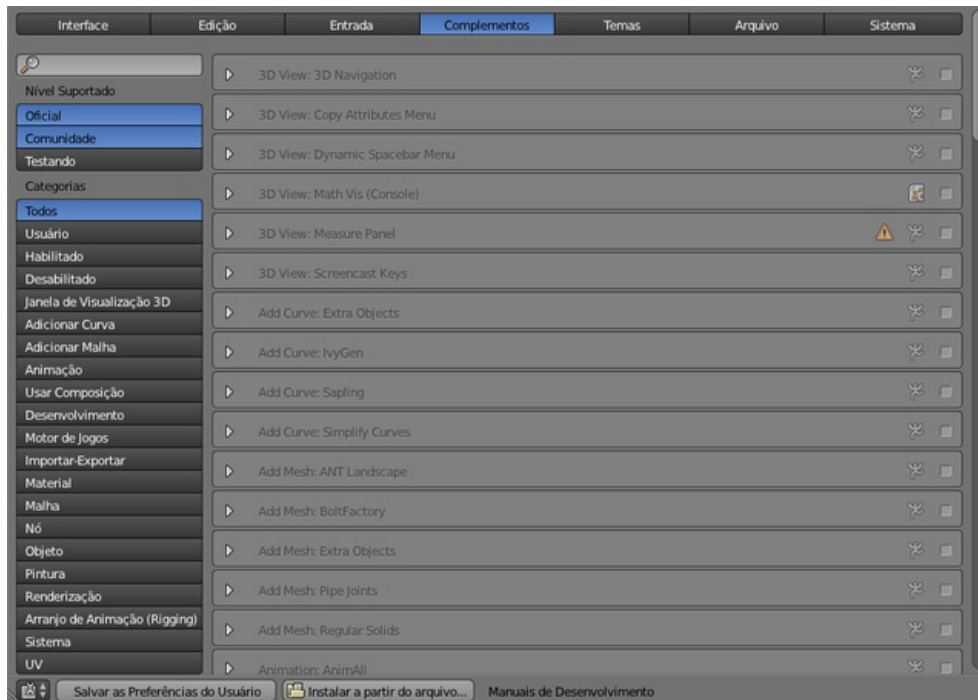 Interface Edição Entrada Complementos Temas Arquivo Sistema
Nível Suportado
Oficial
Comunidade
Testando
Categorias
Todos
Usuário
Habilitado
Desabilitado
Janela de Visualização 3D
Adicionar Curva
Adicionar Malha
Animação
Usar Composição
Desenvolvimento
Motor de Jogos
Importar-Exportar
Material
Malha
Nó
Objeto
Pintura
Renderização
Arranjo de Animação (Rigging)
Sistema
UV
3D View: 3D Navigation
3D View: Copy Attributes Menu
3D View: Dynamic Spacebar Menu
3D View: Math Vis (Console)
3D View: Measure Panel
3D View: Screencast Keys
Add Curve: Extra Objects
Add Curve: IvyGen
Add Curve: Sapling
Add Curve: Simplify Curves
Add Mesh: ANT Landscape
Add Mesh: BoltFactory
Add Mesh: Extra Objects
Add Mesh: Pipe Joints
Add Mesh: Regular Solids
Animation: AnimAll
Salvar as Preferências do Usuário Instalar a partir do arquivo... Manuais de Desenvolvimento